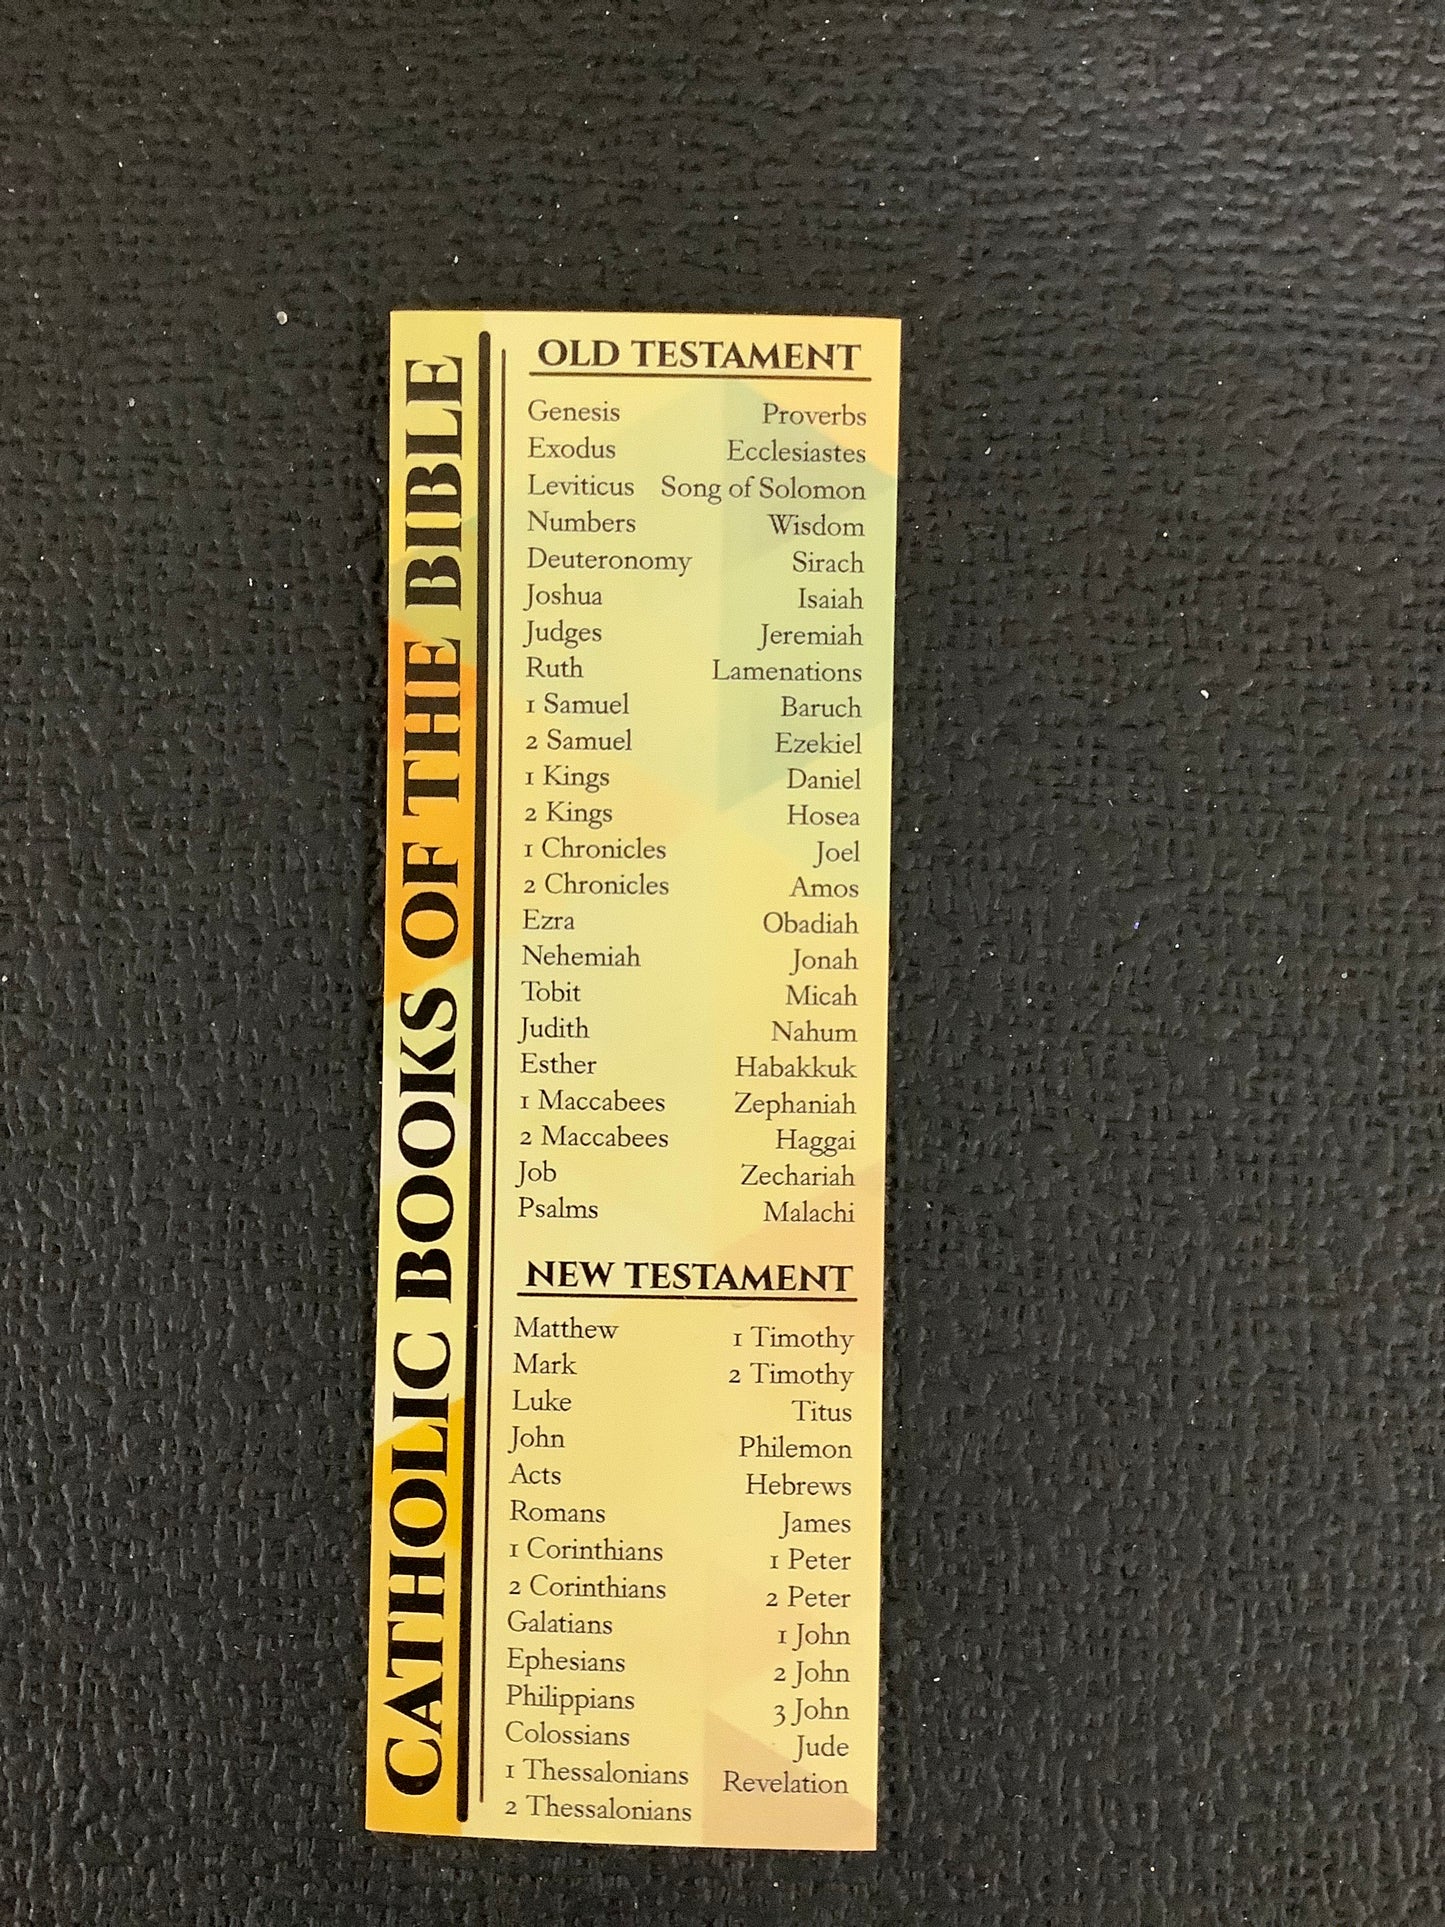 CATHOLIC BOOKS OF THE BIBLE
OLD TESTAMENT
Genesis
Exodus
Leviticus
Numbers
Deuteronomy
Joshua
Judges
Ruth
1 Samuel
2 Samuel
1 Kings
2 Kings
1 Chronicles
2 Chronicles
Ezra
Nehemiah
Tobit
Judith
Esther
1 Maccabees
2 Maccabees
Job
Psalms
Proverbs
Ecclesiastes
Song of Solomon
Wisdom
Sirach
Isaiah
Jeremiah
Lamenations
Baruch
Ezekiel
Daniel
Hosea
Joel
Amos
Obadiah
Jonah
Micah
Nahum
Habakkuk
Zephaniah
Haggai
Zechariah
Malachi
NEW TESTAMENT
Matthew
Mark
Luke
John
Acts
Romans
1 Corinthians
2 Corinthians
Galatians
Ephesians
Philippians
Colossians
1 Thessalonians
2 Thessalonians
1 Timothy
2 Timothy
Titus
Philemon
Hebrews
James
1 Peter
2 Peter
1 John
2 John
3 John
Jude
Revelation